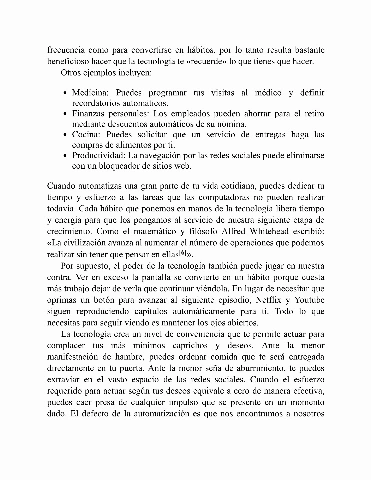 frecuencia como para convertirse en hábitos, por lo tanto resulta bastante
beneficioso hacer que la tecnología te «recuerde» lo que tienes que hacer.
Otros ejemplos incluyen:
• Medicina: Puedes programar tus visitas al médico y definir
recordatorios automáticos.
• Finanzas personales: Los empleados pueden ahorrar para el retiro
mediante descuentos automáticos de su nómina.
• Cocina: Puedes solicitar que un servicio de entregas haga las
compras de alimentos por ti.
• Productividad: La navegación por las redes sociales puede eliminarse
con un bloqueador de sitios web.
Cuando automatizas una gran parte de tu vida cotidiana, puedes dedicar tu
tiempo y esfuerzo a las tareas que las computadoras no pueden realizar
todavía. Cada hábito que ponemos en manos de la tecnología libera tiempo
y energía para que los pongamos al servicio de nuestra siguiente etapa de
crecimiento. Como el matemático y filósofo Alfred Whitehead escribió:
«La civilización avanza al aumentar el número de operaciones que podemos
realizar sin tener que pensar en ellas[6]».
Por supuesto, el poder de la tecnología también puede jugar en nuestra
contra. Ver en exceso la pantalla se convierte en un hábito porque cuesta
más trabajo dejar de verla que continuar viéndola. En lugar de necesitar que
oprimas un botón para avanzar al siguiente episodio, Netflix y Youtube
siguen reproduciendo capítulos automáticamente para ti. Todo lo que
necesitas para seguir viendo es mantener los ojos abiertos.
La tecnología crea un nivel de conveniencia que te permite actuar para
complacer tus más mínimos caprichos y deseos. Ante la menor
manifestación de hambre, puedes ordenar comida que te será entregada
directamente en tu puerta. Ante la menor seña de aburrimiento, te puedes
extraviar en el vasto espacio de las redes sociales. Cuando el esfuerzo
requerido para actuar según tus deseos equivale a cero de manera efectiva,
puedes caer presa de cualquier impulso que se presente en un momento
dado. El defecto de la automatización es que nos encontramos a nosotros